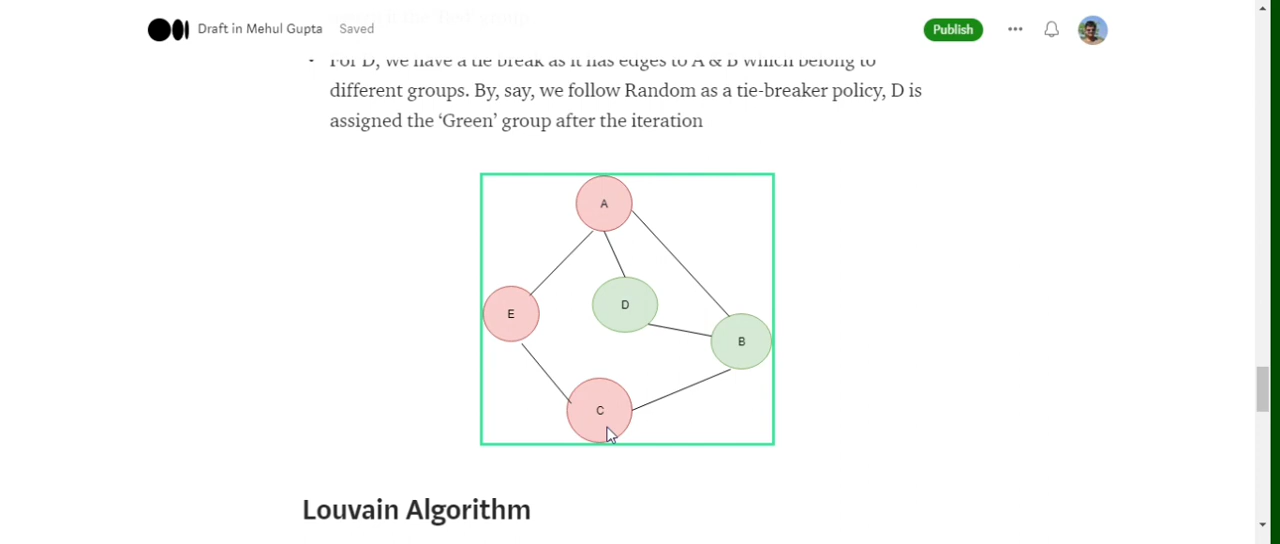 Draft in Mehul Gupta Saved
Publish
For D, we have a tie break as it has edges to A & B which belong to
different groups. By, say, we follow Random as a tie-breaker policy, D is
assigned the ‘Green’ group after the iteration
A
D
E
B
C
Louvain Algorithm